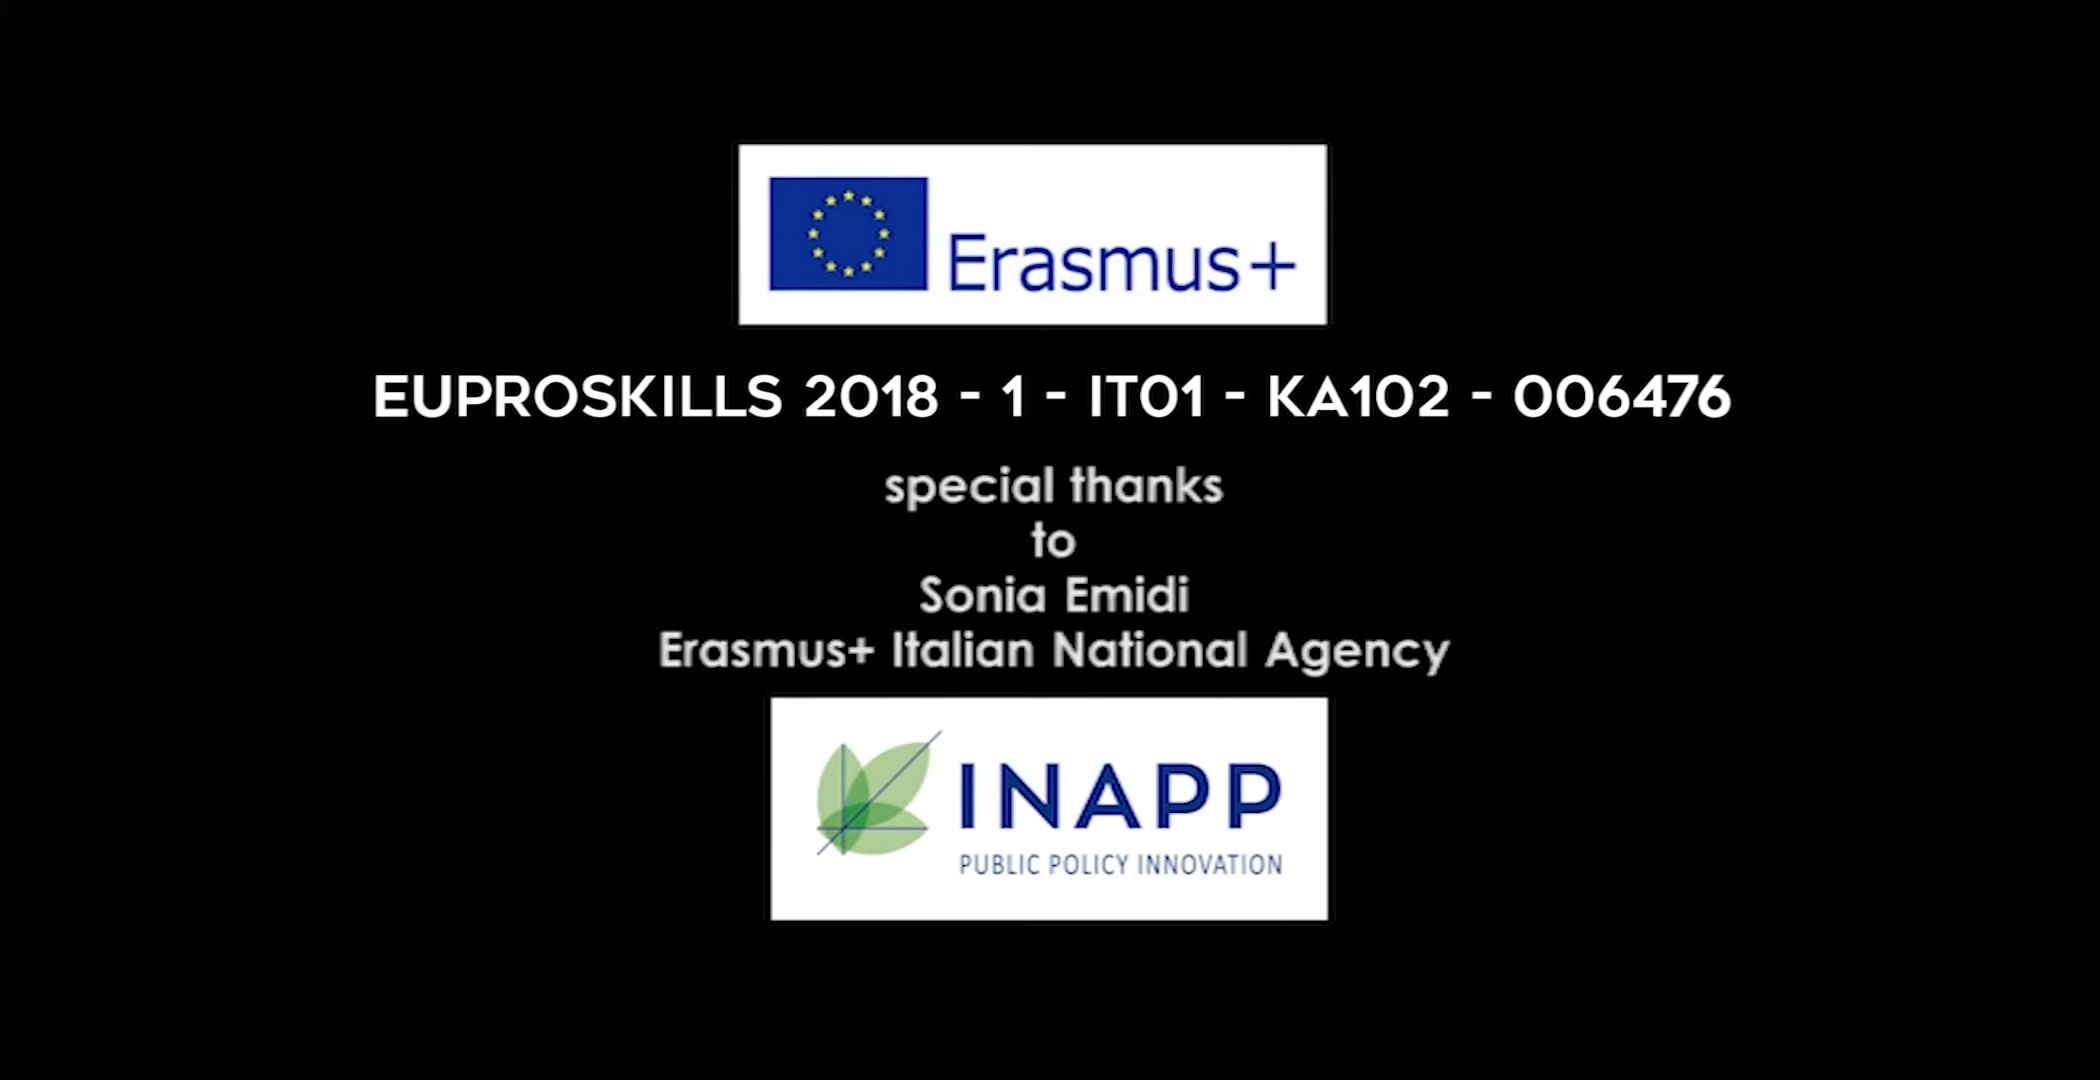 Erasmus+
EUPROSKILLS 2018 - 1 - IT01 - KA102 - 006476
special thanks
to
Sonia Emidi
Erasmus+ Italian National Agency
INAPP
PUBLIC POLICY INNOVATION